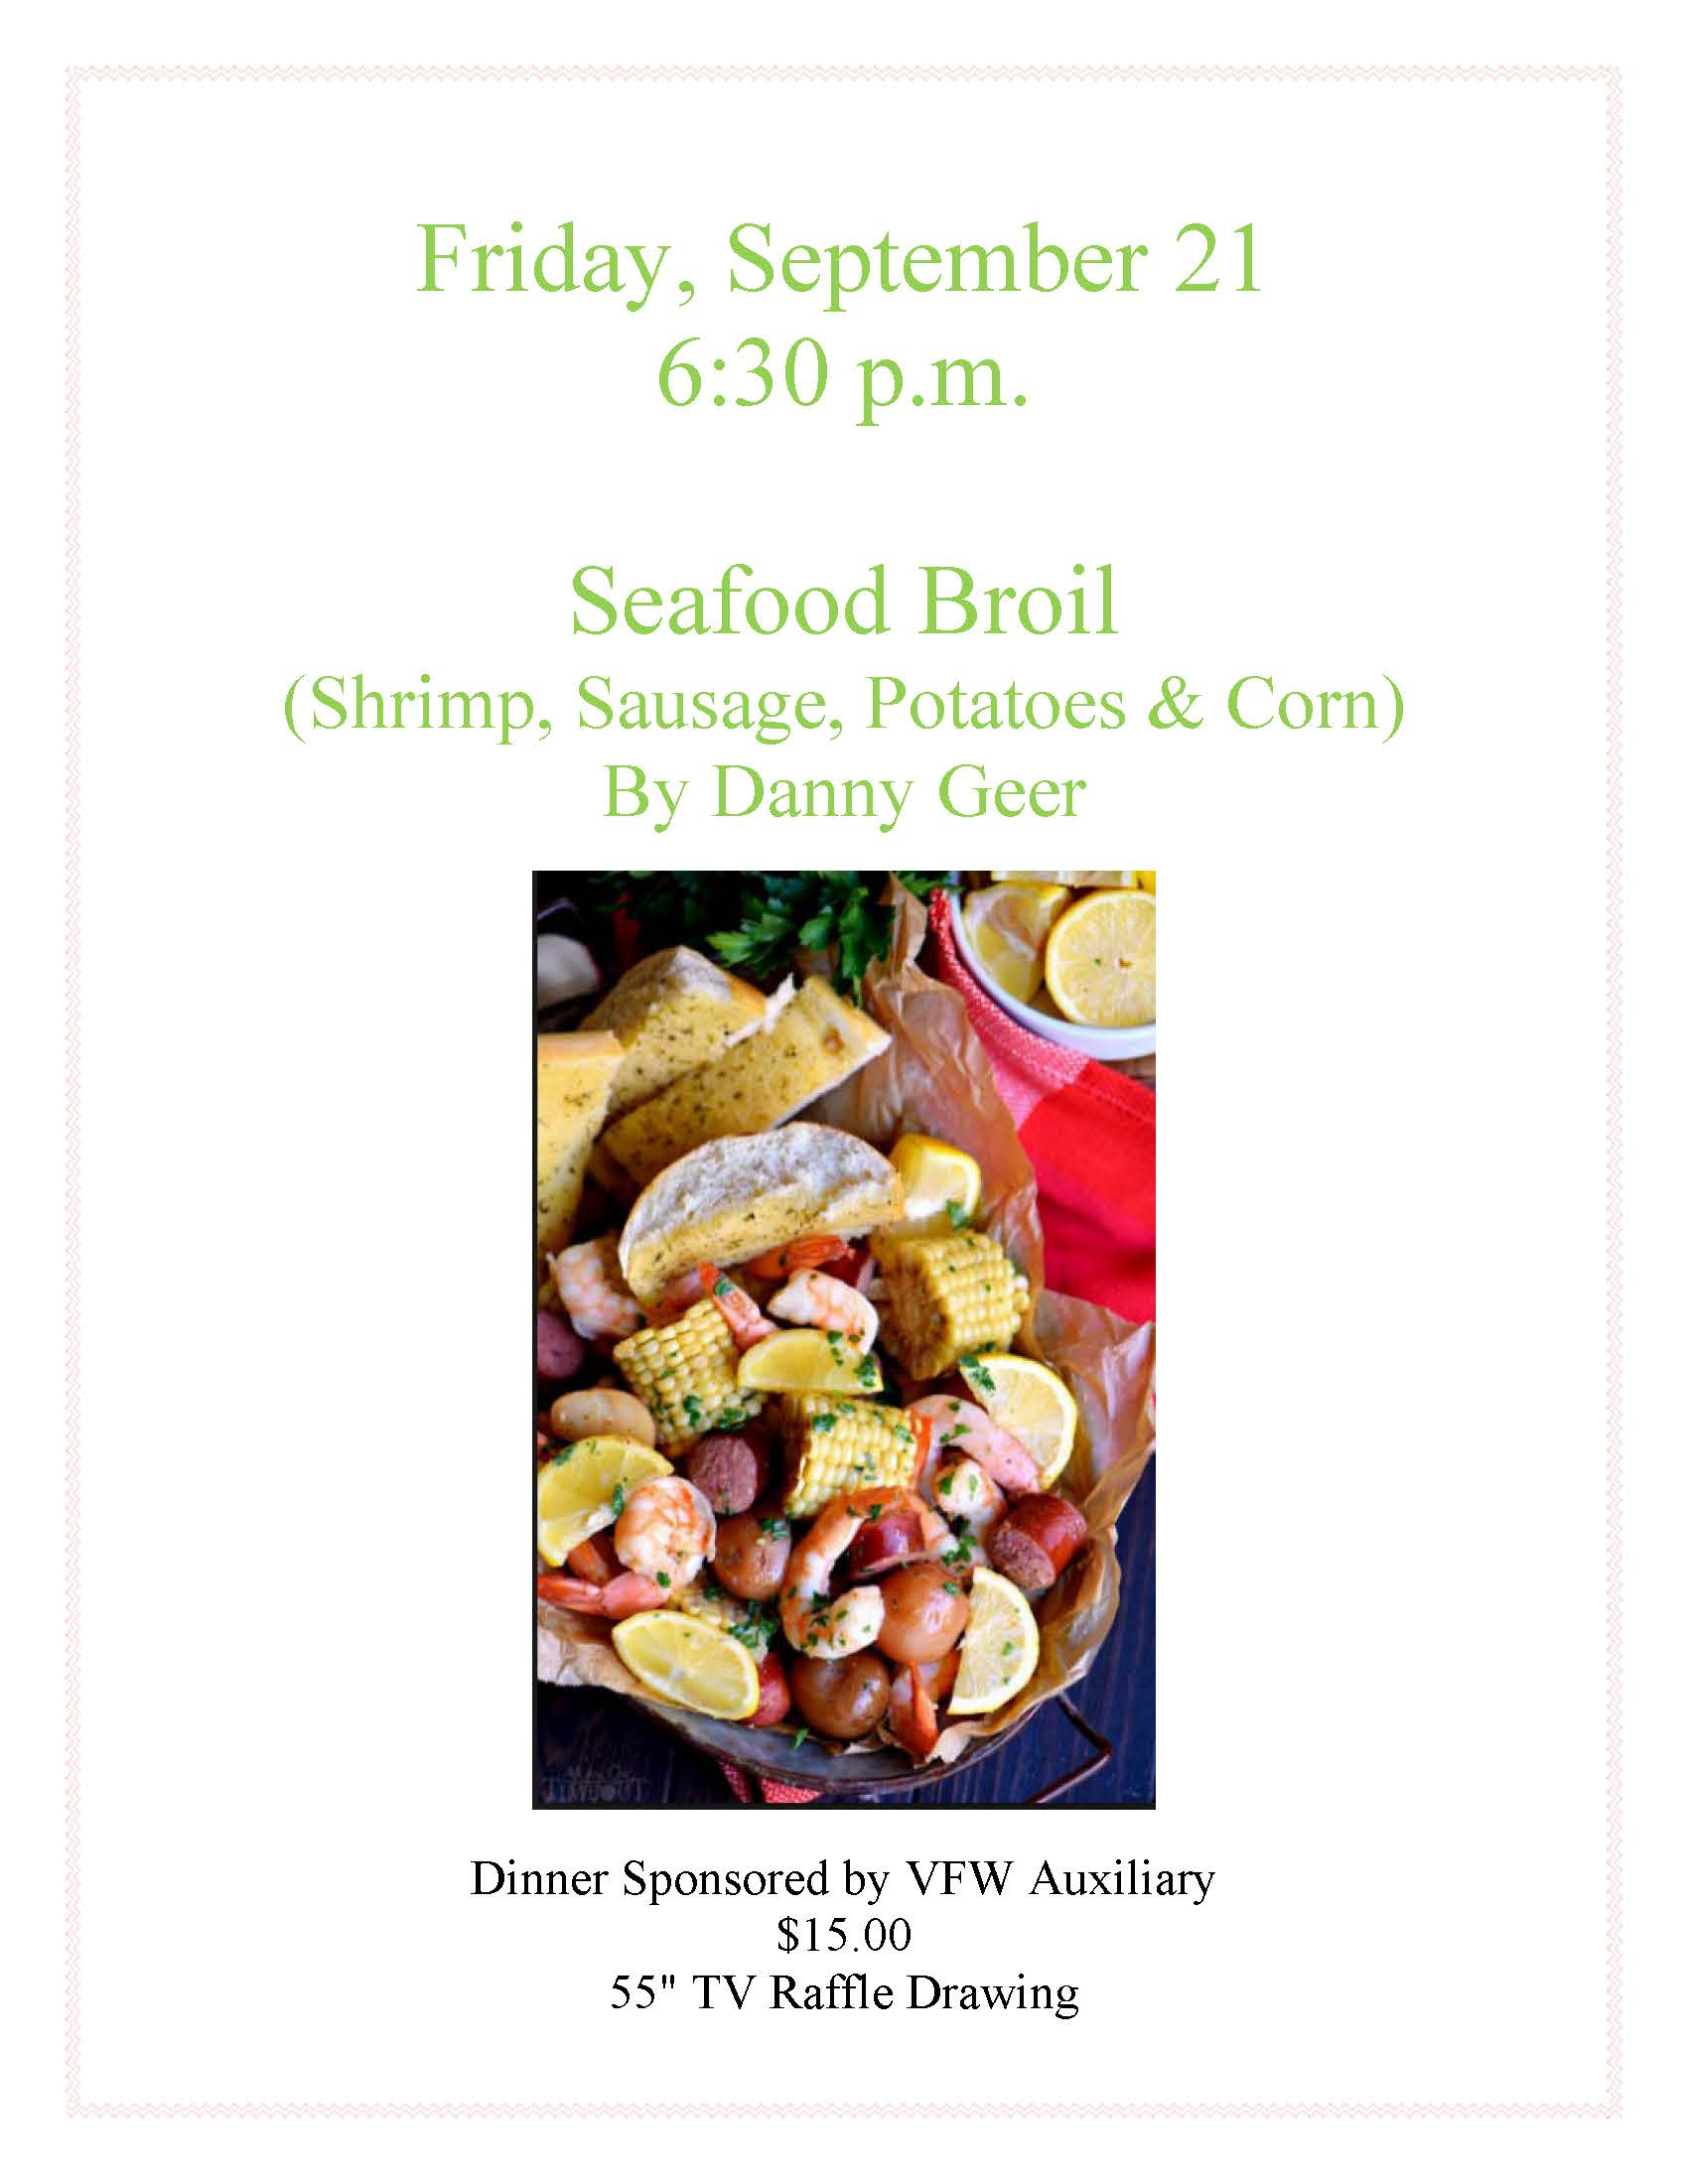 Friday, September 21
6:30 p.m.
Seafood Broil
(Shrimp, Sausage, Potatoes & Corn)
By Danny Geer
TIMEOUT
Dinner Sponsored by VFW Auxiliary
$15.00
55" TV Raffle Drawing